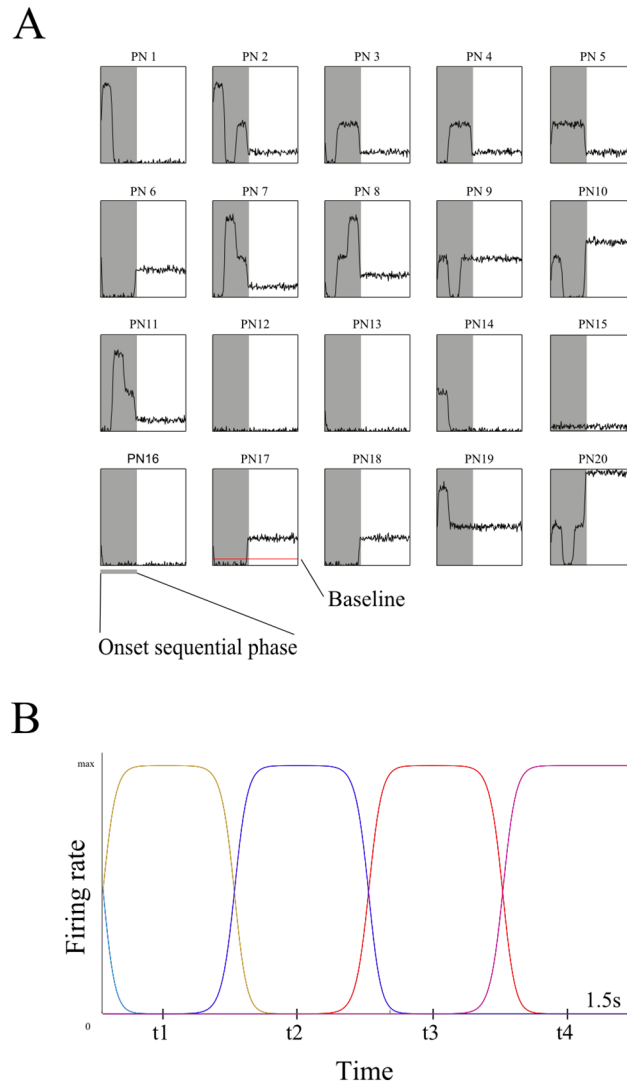 A
PN 1 PN 2 PN 3 PN 4 PN 5
PN 6 PN 7 PN 8 PN 9 PN10
PN11 PN12 PN13 PN14 PN15
PN16 PN17 PN18 PN19 PN20
Baseline
Onset sequential phase
B
max
Firing rate
0
1.5s
t1 t2 t3 t4
Time